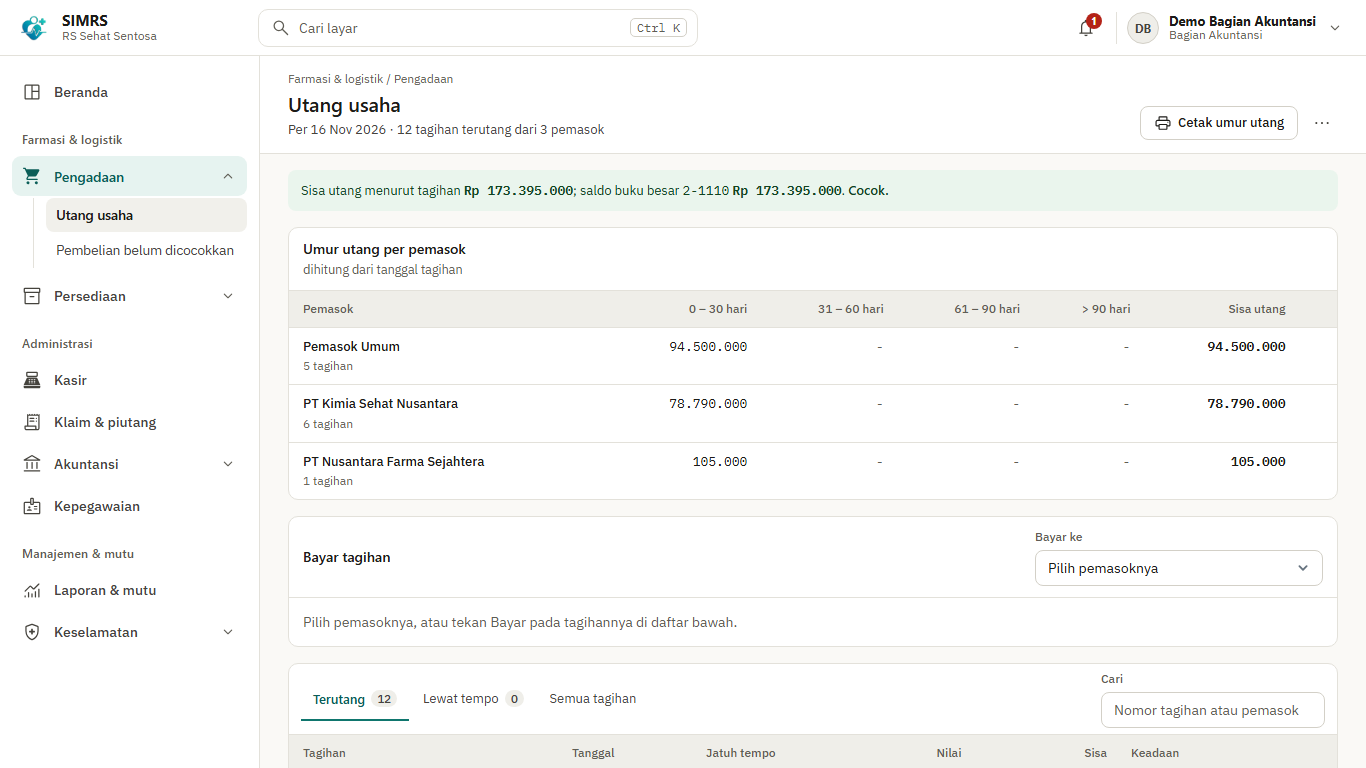 SIMRS
RS Sehat Sentosa
Cari layar
Ctrl K
1
DB
Demo Bagian Akuntansi
Bagian Akuntansi
Beranda
Farmasi & logistik
Pengadaan
Utang usaha
Pembelian belum dicocokkan
Persediaan
Administrasi
Kasir
Klaim & piutang
Akuntansi
Kepegawaian
Manajemen & mutu
Laporan & mutu
Keselamatan
Farmasi & logistik / Pengadaan
Utang usaha
Per 16 Nov 2026 · 12 tagihan terutang dari 3 pemasok
Cetak umur utang
Sisa utang menurut tagihan Rp 173.395.000; saldo buku besar 2-1110 Rp 173.395.000. Cocok.
Umur utang per pemasok
dihitung dari tanggal tagihan
Pemasok 0 – 30 hari 31 – 60 hari 61 – 90 hari > 90 hari Sisa utang
Pemasok Umum 94.500.000 - - - 94.500.000
5 tagihan
PT Kimia Sehat Nusantara 78.790.000 - - - 78.790.000
6 tagihan
PT Nusantara Farma Sejahtera 105.000 - - - 105.000
1 tagihan
Bayar tagihan
Bayar ke
Pilih pemasoknya
Pilih pemasoknya, atau tekan Bayar pada tagihannya di daftar bawah.
Terutang 12 Lewat tempo 0 Semua tagihan
Cari
Nomor tagihan atau pemasok
Tagihan Tanggal Jatuh tempo Nilai Sisa Keadaan